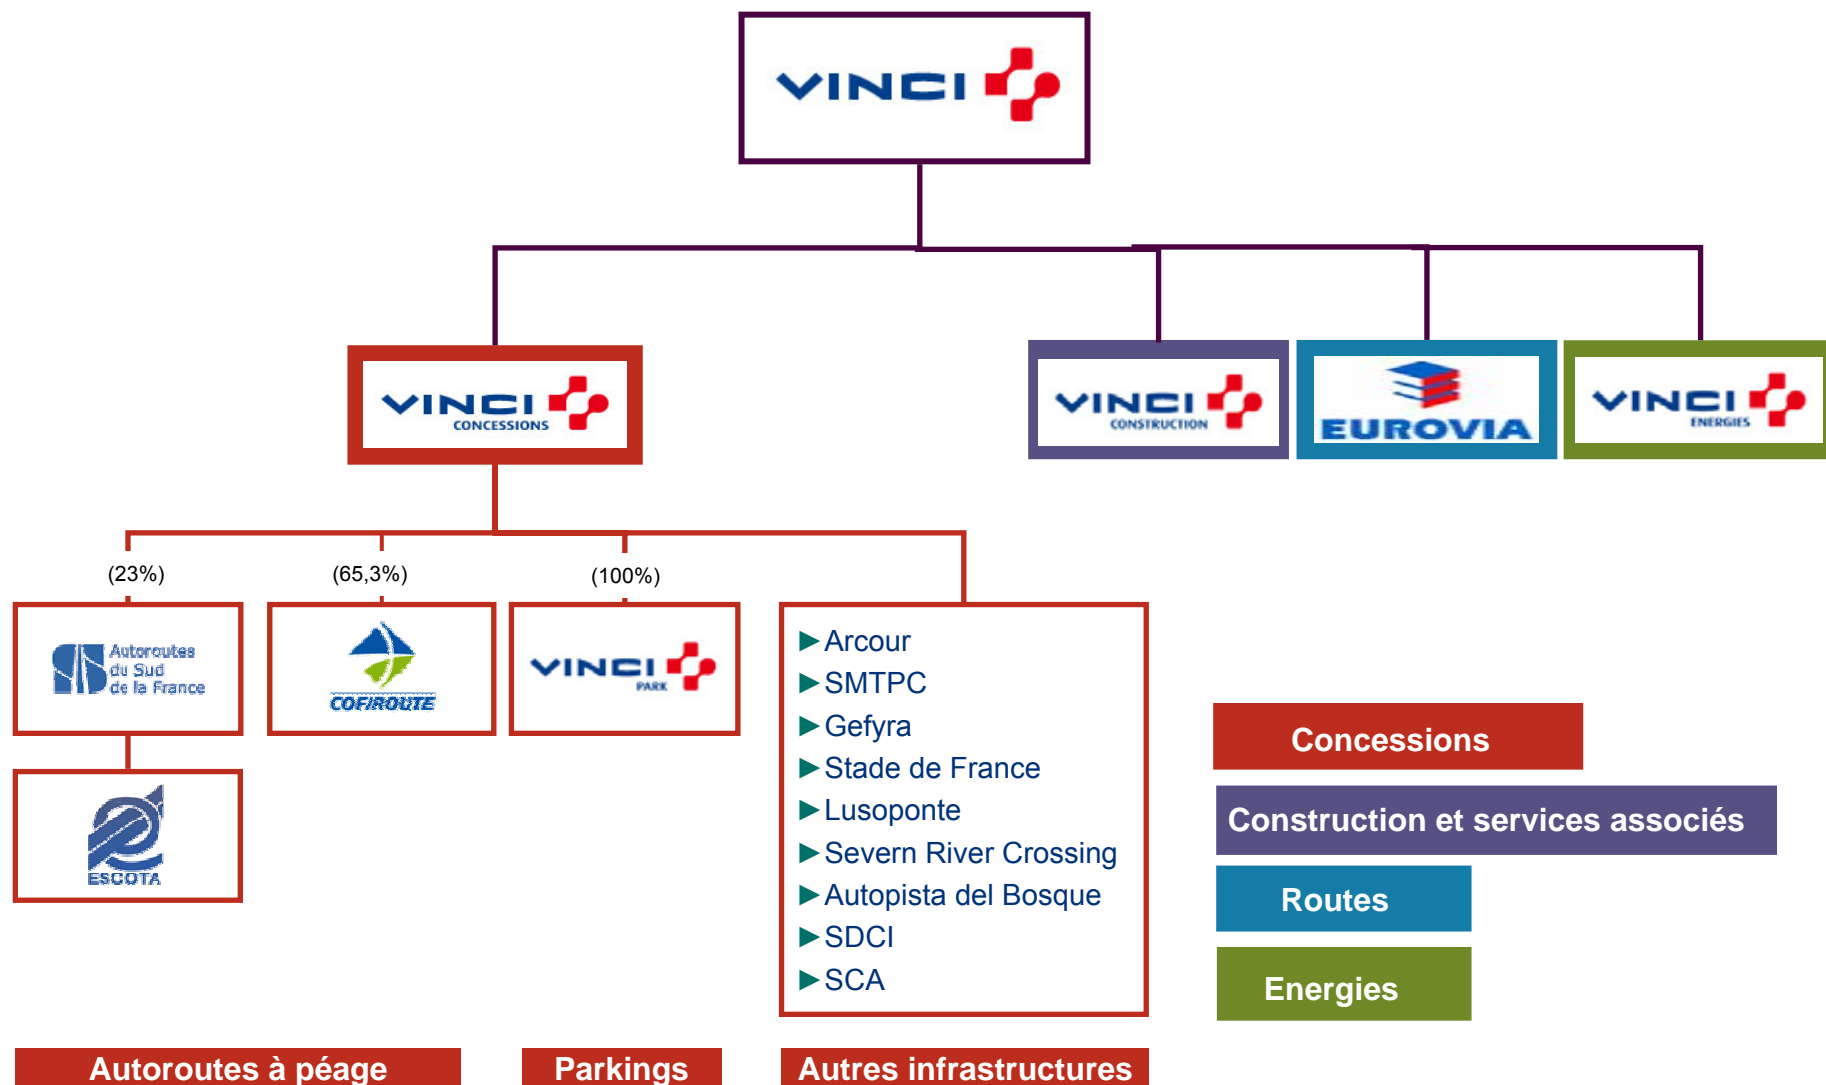 VINCI
VINCI
CONCESSIONS
VINCI
CONSTRUCTION
EUROVIA
VINCI
ENERGIES
(23%)
(65,3%)
(100%)
Autoroutes
du Sud
de la France
COFIROUTE
VINCI
PARK
ESCOTA
►Arcour
►SMTPC
►Gefyra
►Stade de France
►Lusoponte
►Severn River Crossing
►Autopista del Bosque
►SDCI
►SCA
Concessions
Construction et services associés
Routes
Energies
Autoroutes à péage
Parkings
Autres infrastructures